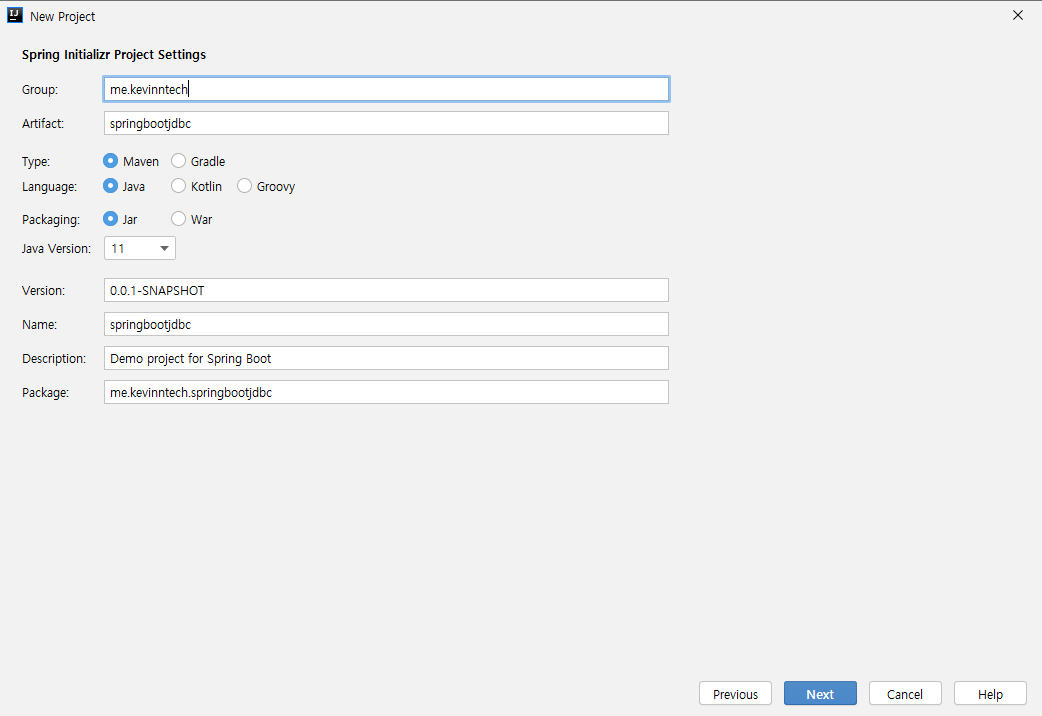 New Project
Spring Initializr Project Settings
Group: me.kevinntech
Artifact: springbootjdbc
Type: Maven Gradle
Language: Java Kotlin Groovy
Packaging: Jar War
Java Version: 11
Version: 0.0.1-SNAPSHOT
Name: springbootjdbc
Description: Demo project for Spring Boot
Package: me.kevinntech.springbootjdbc
Previous Next Cancel Help